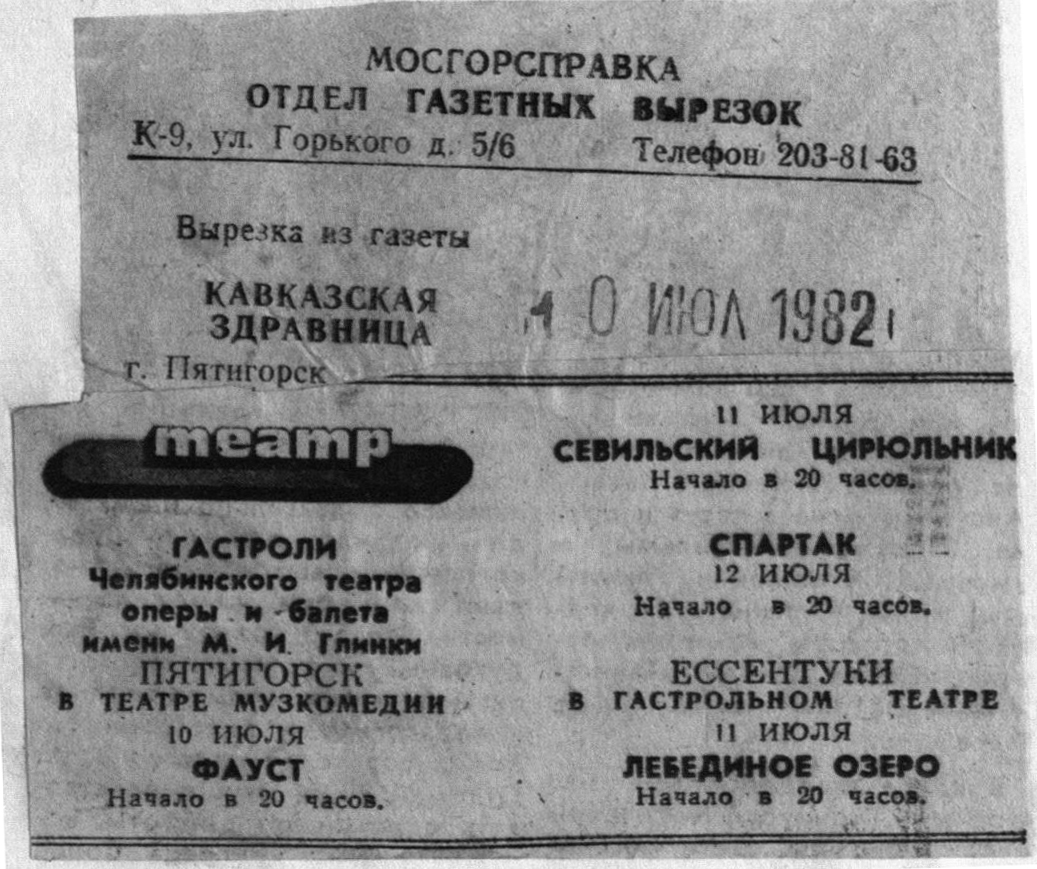 МОСГОРСПРАВКА
ОТДЕЛ ГАЗЕТНЫХ ВЫРЕЗОК
К-9, ул. Горького д. 5/6 Телефон 203-81-63
Вырезка из газеты
КАВКАЗСКАЯ
ЗДРАВНИЦА
10 ИЮЛ 1982
г. Пятигорск
театр
ГАСТРОЛИ
Челябинского театра
оперы и балета
имени М. И. Глинки
ПЯТИГОРСК
В ТЕАТРЕ МУЗКОМЕДИИ
10 ИЮЛЯ
ФАУСТ
Начало в 20 часов.
11 ИЮЛЯ
СЕВИЛЬСКИЙ ЦИРЮЛЬНИК
Начало в 20 часов.
СПАРТАК
12 ИЮЛЯ
Начало в 20 часов.
ЕССЕНТУКИ
В ГАСТРОЛЬНОМ ТЕАТРЕ
11 ИЮЛЯ
ЛЕБЕДИНОЕ ОЗЕРО
Начало в 20 часов.